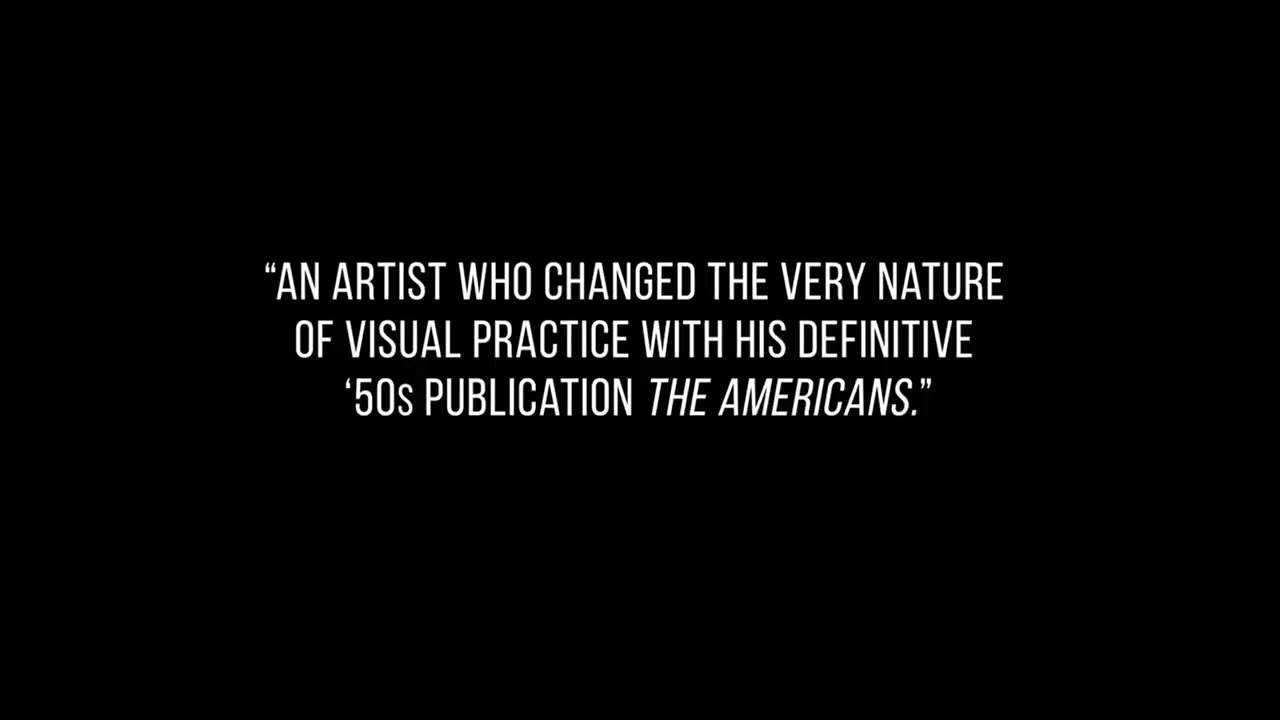 “AN ARTIST WHO CHANGED THE VERY NATURE
OF VISUAL PRACTICE WITH HIS DEFINITIVE
‘50s PUBLICATION THE AMERICANS.”